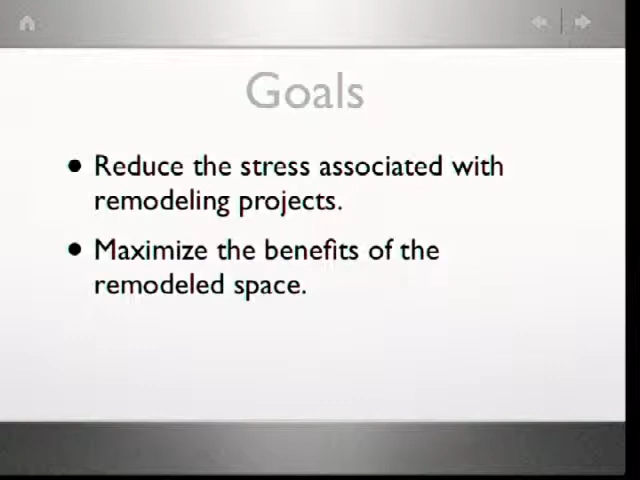 Goals
• Reduce the stress associated with
remodeling projects.
• Maximize the benefits of the
remodeled space.